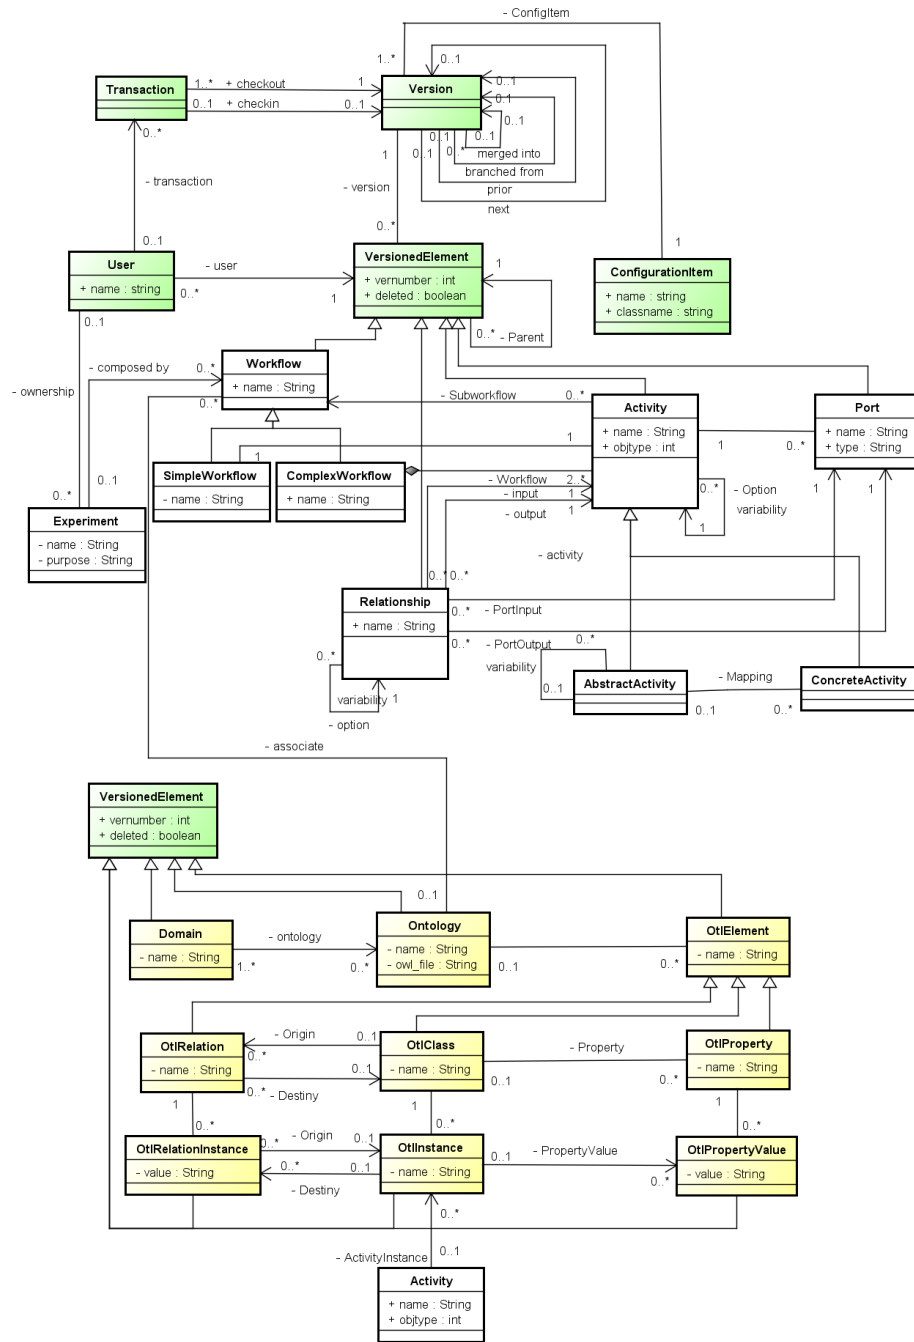 - ConfigItem
1..*
0..1
Transaction
1..* + checkout 1
0..1 + checkin 0..1
Version
0..1
0..1
0..1
0..*
0..1
0..1
0..1
0..*
merged into
branched from
prior
next
1
- version
0..*
- transaction
0..1
1
User
+ name : string
- user
0..*
1
VersionedElement
+ vernumber : int
+ deleted : boolean
1
0..*
- Parent
ConfigurationItem
+ name : string
+ classname : string
0..1
- ownership
- composed by
0..*
0..*
Workflow
+ name : String
- Subworkflow
0..*
Activity
+ name : String
+ objtype : int
1
0..*
Port
+ name : String
+ type : String
1
1
SimpleWorkflow
- name : String
ComplexWorkflow
+ name : String
- Workflow 2..*
- input 1
- output 1
0..*
- Option
variability
1
1
1
0..*
0..1
Experiment
- name : String
- purpose : String
- activity
0..*
0..*
Relationship
+ name : String
0..*
- PortInput
0..*
- PortOutput
0..*
variability
0..1
0..*
variability
1
- option
AbstractActivity
- Mapping
0..1
0..*
ConcreteActivity
- associate
VersionedElement
+ vernumber : int
+ deleted : boolean
0..1
Domain
- name : String
- ontology
1..*
0..*
Ontology
- name : String
- owl_file : String
0..1
0..*
OtlElement
- name : String
OtlRelation
- name : String
- Origin
0..1
0..*
0..1
0..*
- Destiny
OtlClass
- name : String
- Property
0..1
0..*
OtlProperty
- name : String
1
0..*
1
0..*
1
0..*
OtlRelationInstance
- value : String
0..*
- Origin
0..1
0..*
0..1
- Destiny
OtlInstance
- name : String
0..1
- PropertyValue
0..*
OtlPropertyValue
- value : String
0..*
0..1
- ActivityInstance
Activity
+ name : String
+ objtype : int